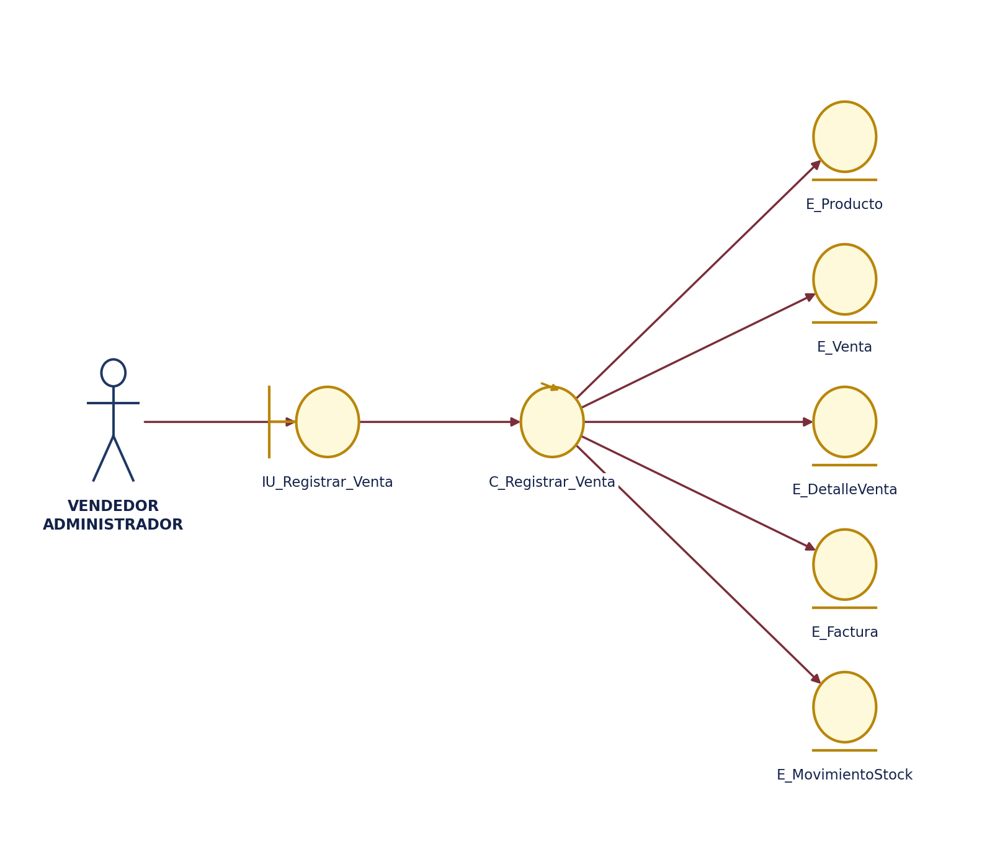 VENDEDOR
ADMINISTRADOR
IU_Registrar_Venta
C_Registrar_Venta
E_Producto
E_Venta
E_DetalleVenta
E_Factura
E_MovimientoStock